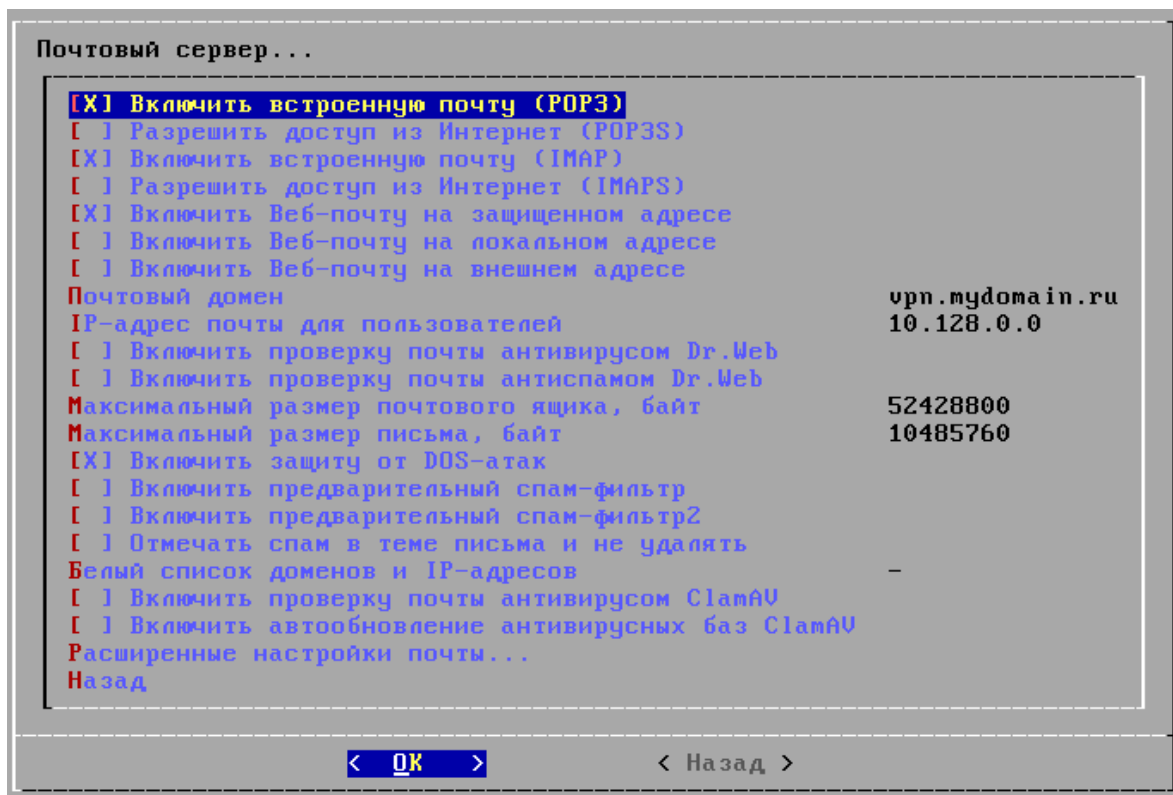 Почтовый сервер...
[X] Включить встроенную почту (POP3)
[ ] Разрешить доступ из Интернет (POP3S)
[X] Включить встроенную почту (IMAP)
[ ] Разрешить доступ из Интернет (IMAPS)
[X] Включить Веб-почту на защищенном адресе
[ ] Включить Веб-почту на локальном адресе
[ ] Включить Веб-почту на внешнем адресе
Почтовый домен vpn.mydomain.ru
IP-адрес почты для пользователей 10.128.0.0
[ ] Включить проверку почты антивирусом Dr.Web
[ ] Включить проверку почты антиспамом Dr.Web
Максимальный размер почтового ящика, байт 52428800
Максимальный размер письма, байт 10485760
[X] Включить защиту от DOS-атак
[ ] Включить предварительный спам-фильтр
[ ] Включить предварительный спам-фильтр2
[ ] Отмечать спам в теме письма и не удалять
Белый список доменов и IP-адресов -
[ ] Включить проверку почты антивирусом ClamAV
[ ] Включить автообновление антивирусных баз ClamAV
Расширенные настройки почты...
Назад
< OK > < Назад >